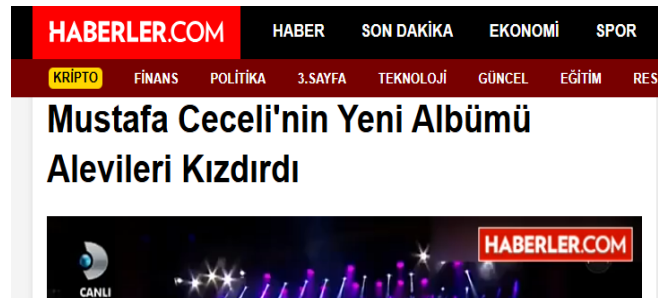 HABERLER.COM HABER SON DAKİKA EKONOMİ SPOR
KRİPTO FİNANS POLİTİKA 3.SAYFA TEKNOLOJİ GÜNCEL EĞİTİM RES
Mustafa Ceceli'nin Yeni Albümü
Alevileri Kızdırdı
HABERLER.COM
CANLI